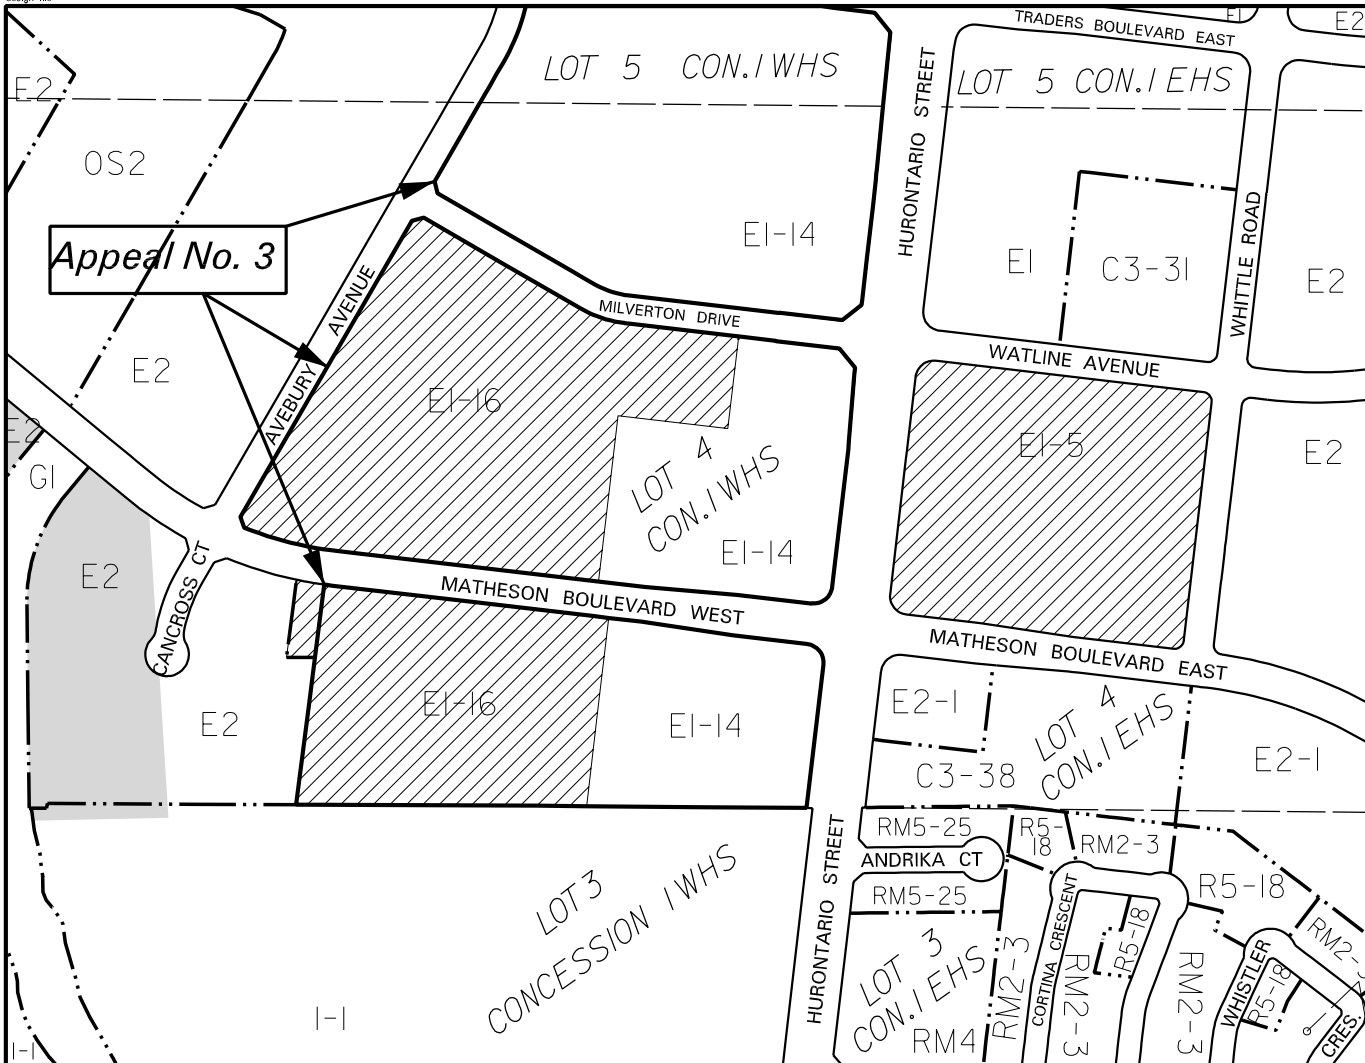 TRADERS BOULEVARD EAST
E1
E2
LOT 5 CON.1 WHS
LOT 5 CON.1 EHS
E2
OS2
HURONTARIO STREET
Appeal No. 3
E1-14
E1
C3-31
WHITTLE ROAD
E2
AVEBURY AVENUE
MILVERTON DRIVE
WATLINE AVENUE
E2
E1-16
E2
G1
LOT 4
CON.1 WHS
E1-5
E2
E2
CANCROSS CT
E1-14
MATHESON BOULEVARD WEST
MATHESON BOULEVARD EAST
E2
E1-16
E1-14
E2-1
LOT 4
CON.1 EHS
E2-1
C3-38
RM5-25
R5-
18
RM2-3
ANDRIKA CT
RM5-25
R5-18
LOT 3
CONCESSION 1 WHS
HURONTARIO STREET
LOT 3
CON.1 EHS
RM2-3
CORTINA CRESCENT
RM2-3
R5-18
RM2-3
WHISTLER
CRES.
R5-18
RM2-
RM4
1-1
1-1